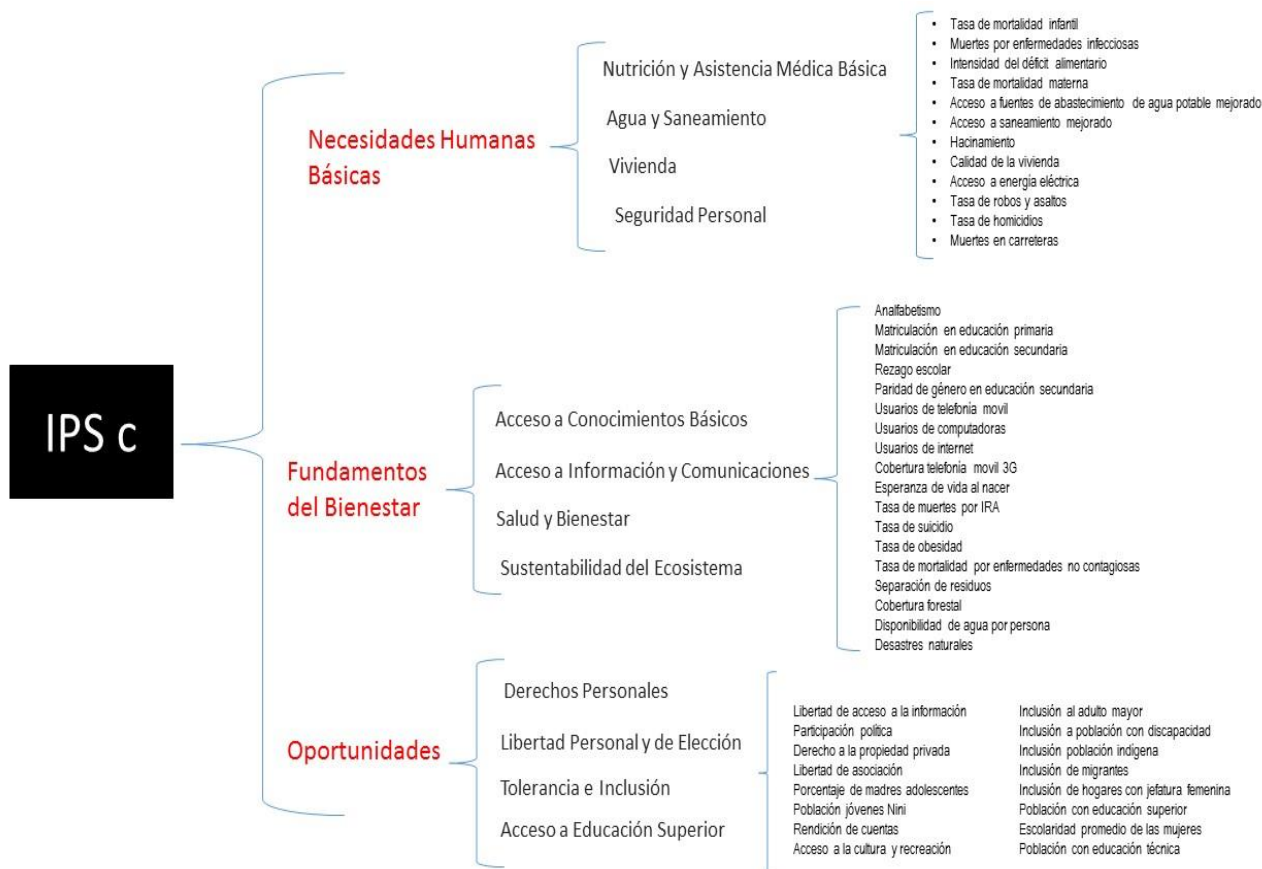 IPS c
Necesidades Humanas
Básicas
Nutrición y Asistencia Médica Básica
Agua y Saneamiento
Vivienda
Seguridad Personal
• Tasa de mortalidad infantil
• Muertes por enfermedades infecciosas
• Intensidad del déficit alimentario
• Tasa de mortalidad materna
• Acceso a fuentes de abastecimiento de agua potable mejorado
• Acceso a saneamiento mejorado
• Hacinamiento
• Calidad de la vivienda
• Acceso a energía eléctrica
• Tasa de robos y asaltos
• Tasa de homicidios
• Muertes en carreteras
Fundamentos
del Bienestar
Acceso a Conocimientos Básicos
Acceso a Información y Comunicaciones
Salud y Bienestar
Sustentabilidad del Ecosistema
Analfabetismo
Matriculación en educación primaria
Matriculación en educación secundaria
Rezago escolar
Paridad de género en educación secundaria
Usuarios de telefonía movil
Usuarios de computadoras
Usuarios de internet
Cobertura telefonía movil 3G
Esperanza de vida al nacer
Tasa de muertes por IRA
Tasa de suicidio
Tasa de obesidad
Tasa de mortalidad por enfermedades no contagiosas
Separación de residuos
Cobertura forestal
Disponibilidad de agua por persona
Desastres naturales
Oportunidades
Derechos Personales
Libertad Personal y de Elección
Tolerancia e Inclusión
Acceso a Educación Superior
Libertad de acceso a la información
Participación política
Derecho a la propiedad privada
Libertad de asociación
Porcentaje de madres adolescentes
Población jóvenes Nini
Rendición de cuentas
Acceso a la cultura y recreación
Inclusión al adulto mayor
Inclusión a población con discapacidad
Inclusión población indígena
Inclusión de migrantes
Inclusión de hogares con jefatura femenina
Población con educación superior
Escolaridad promedio de las mujeres
Población con educación técnica